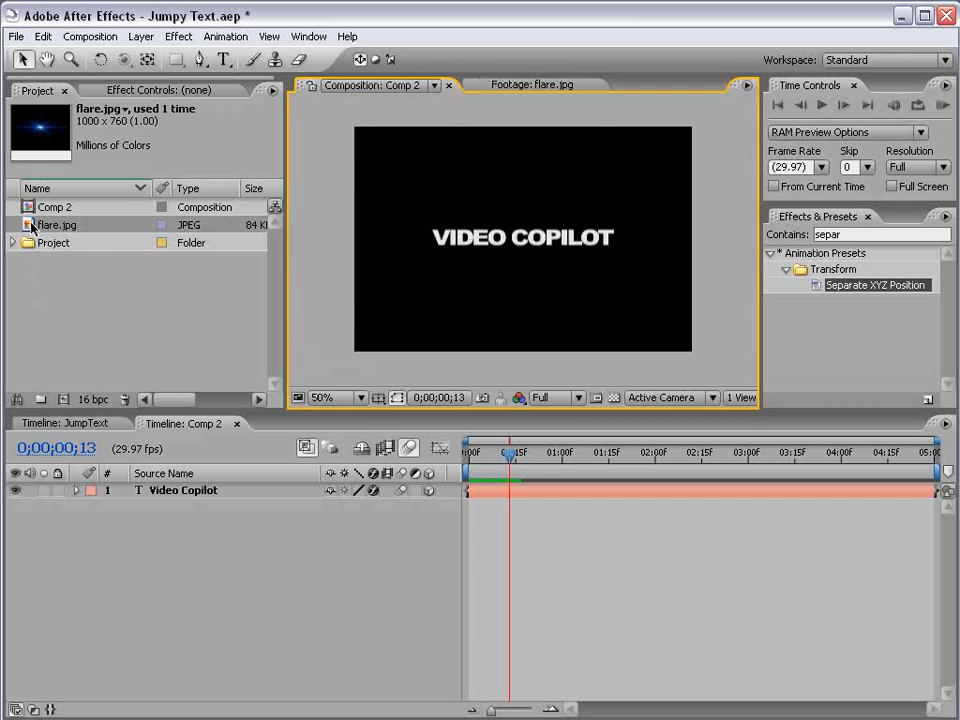 Adobe After Effects - Jumpy Text.aep *
File Edit Composition Layer Effect Animation View Window Help
Workspace: Standard
Project Effect Controls: (none)
flare.jpg, used 1 time
1000 x 760 (1.00)
Millions of Colors
Name Type Size
Comp 2 Composition
flare.jpg JPEG 84 K
Project Folder
16 bpc
Composition: Comp 2 Footage: flare.jpg
VIDEO COPILOT
50% 0;00;00;13 Full Active Camera 1 View
Time Controls
RAM Preview Options
Frame Rate Skip Resolution
(29.97) 0 Full
From Current Time Full Screen
Effects & Presets
Contains: separ
* Animation Presets
Transform
Separate XYZ Position
Timeline: JumpText Timeline: Comp 2
0;00;00;13 (29.97 fps)
:00F 15F 01:00F 15F 02:00F 15F 03:00F 15F 04:00F 15F 05:0
# Source Name
1 T Video Copilot